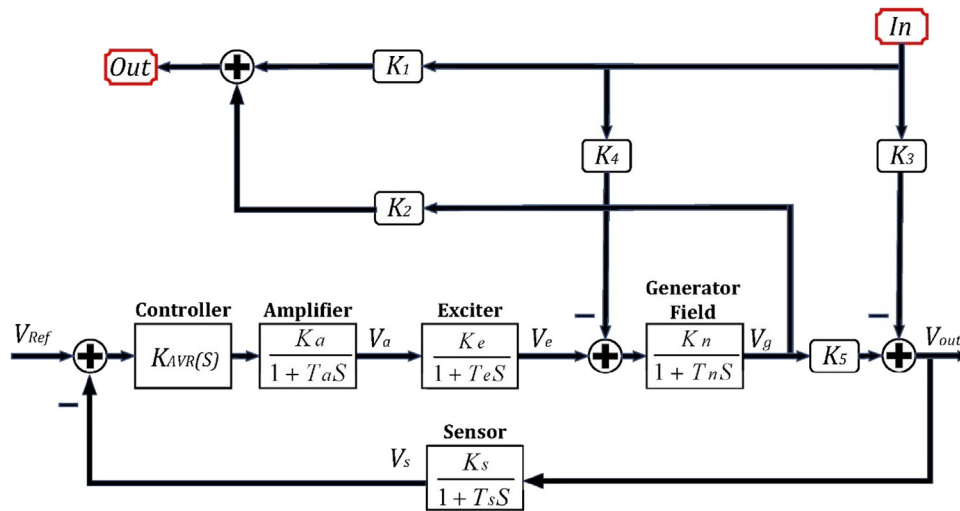 In
Out
K1
K4
K3
K2
Controller
Amplifier
Exciter
Generator
Field
VRef
KAVR(S)
Ka
1 + TaS
Va
Ke
1 + TeS
Ve
−
Kn
1 + TnS
Vg
K5
−
Vout
−
Sensor
Vs
Ks
1 + TsS